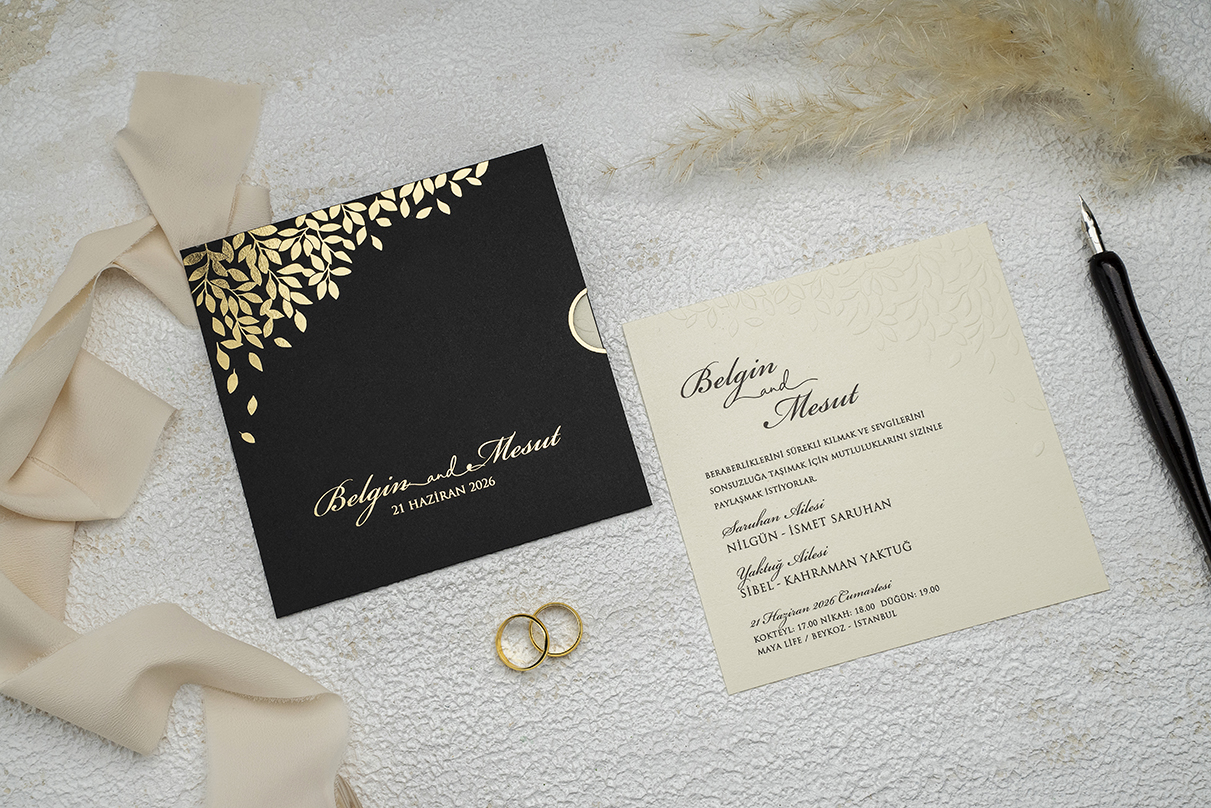 Belgin and Mesut
21 HAZİRAN 2026
Belgin
and
Mesut
BERABERLİKLERİNİ SÜREKLİ KILMAK VE SEVGİLERİNİ
SONSUZLUĞA TAŞIMAK İÇİN MUTLULUKLARINI SİZİNLE
PAYLAŞMAK İSTİYORLAR.
Saruhan Ailesi
NİLGÜN - İSMET SARUHAN
Yaktuğ Ailesi
SİBEL - KAHRAMAN YAKTUĞ
21 Haziran 2026 Cumartesi
KOKTEYL: 17.00 NİKAH: 18.00 DÜĞÜN: 19.00
MAYA LİFE / BEYKOZ - İSTANBUL